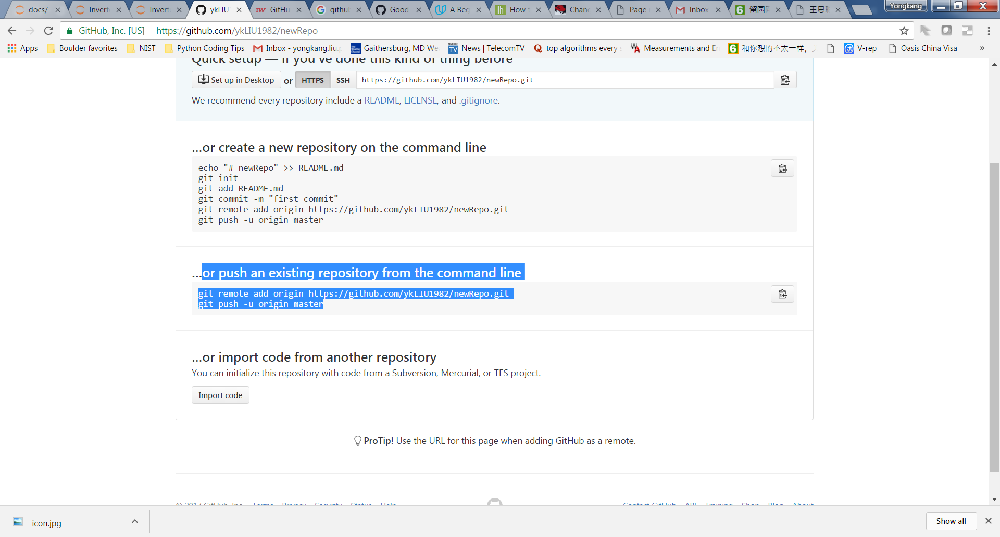 docs/ Invert Invert ykLIU GitHu github Good A Beg How t Chang Page Inbox 留园 王思 Yongkang
GitHub, Inc. [US] https://github.com/ykLIU1982/newRepo
Apps Boulder favorites NIST Python Coding Tips Inbox - yongkang.liu.p Gaithersburg, MD We News | TelecomTV top algorithms every s Measurements and Er 和你想的不太一样, V-rep Oasis China Visa »
Quick setup — if you've done this kind of thing before
Set up in Desktop or HTTPS SSH https://github.com/ykLIU1982/newRepo.git
We recommend every repository include a README, LICENSE, and .gitignore.
…or create a new repository on the command line
echo "# newRepo" >> README.md
git init
git add README.md
git commit -m "first commit"
git remote add origin https://github.com/ykLIU1982/newRepo.git
git push -u origin master
…or push an existing repository from the command line
git remote add origin https://github.com/ykLIU1982/newRepo.git
git push -u origin master
…or import code from another repository
You can initialize this repository with code from a Subversion, Mercurial, or TFS project.
Import code
ProTip! Use the URL for this page when adding GitHub as a remote.
© 2017 GitHub, Inc. Terms Privacy Security Status Help Contact GitHub API Training Shop Blog About
icon.jpg Show all